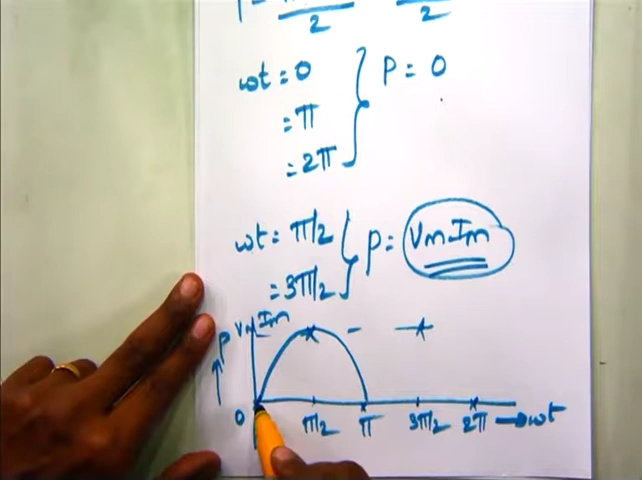 2 2
ωt = 0
= π
= 2π
P = 0
ωt = π/2
= 3π/2
P = VmIm
VmIm
P
0 π/2 π 3π/2 2π → ωt